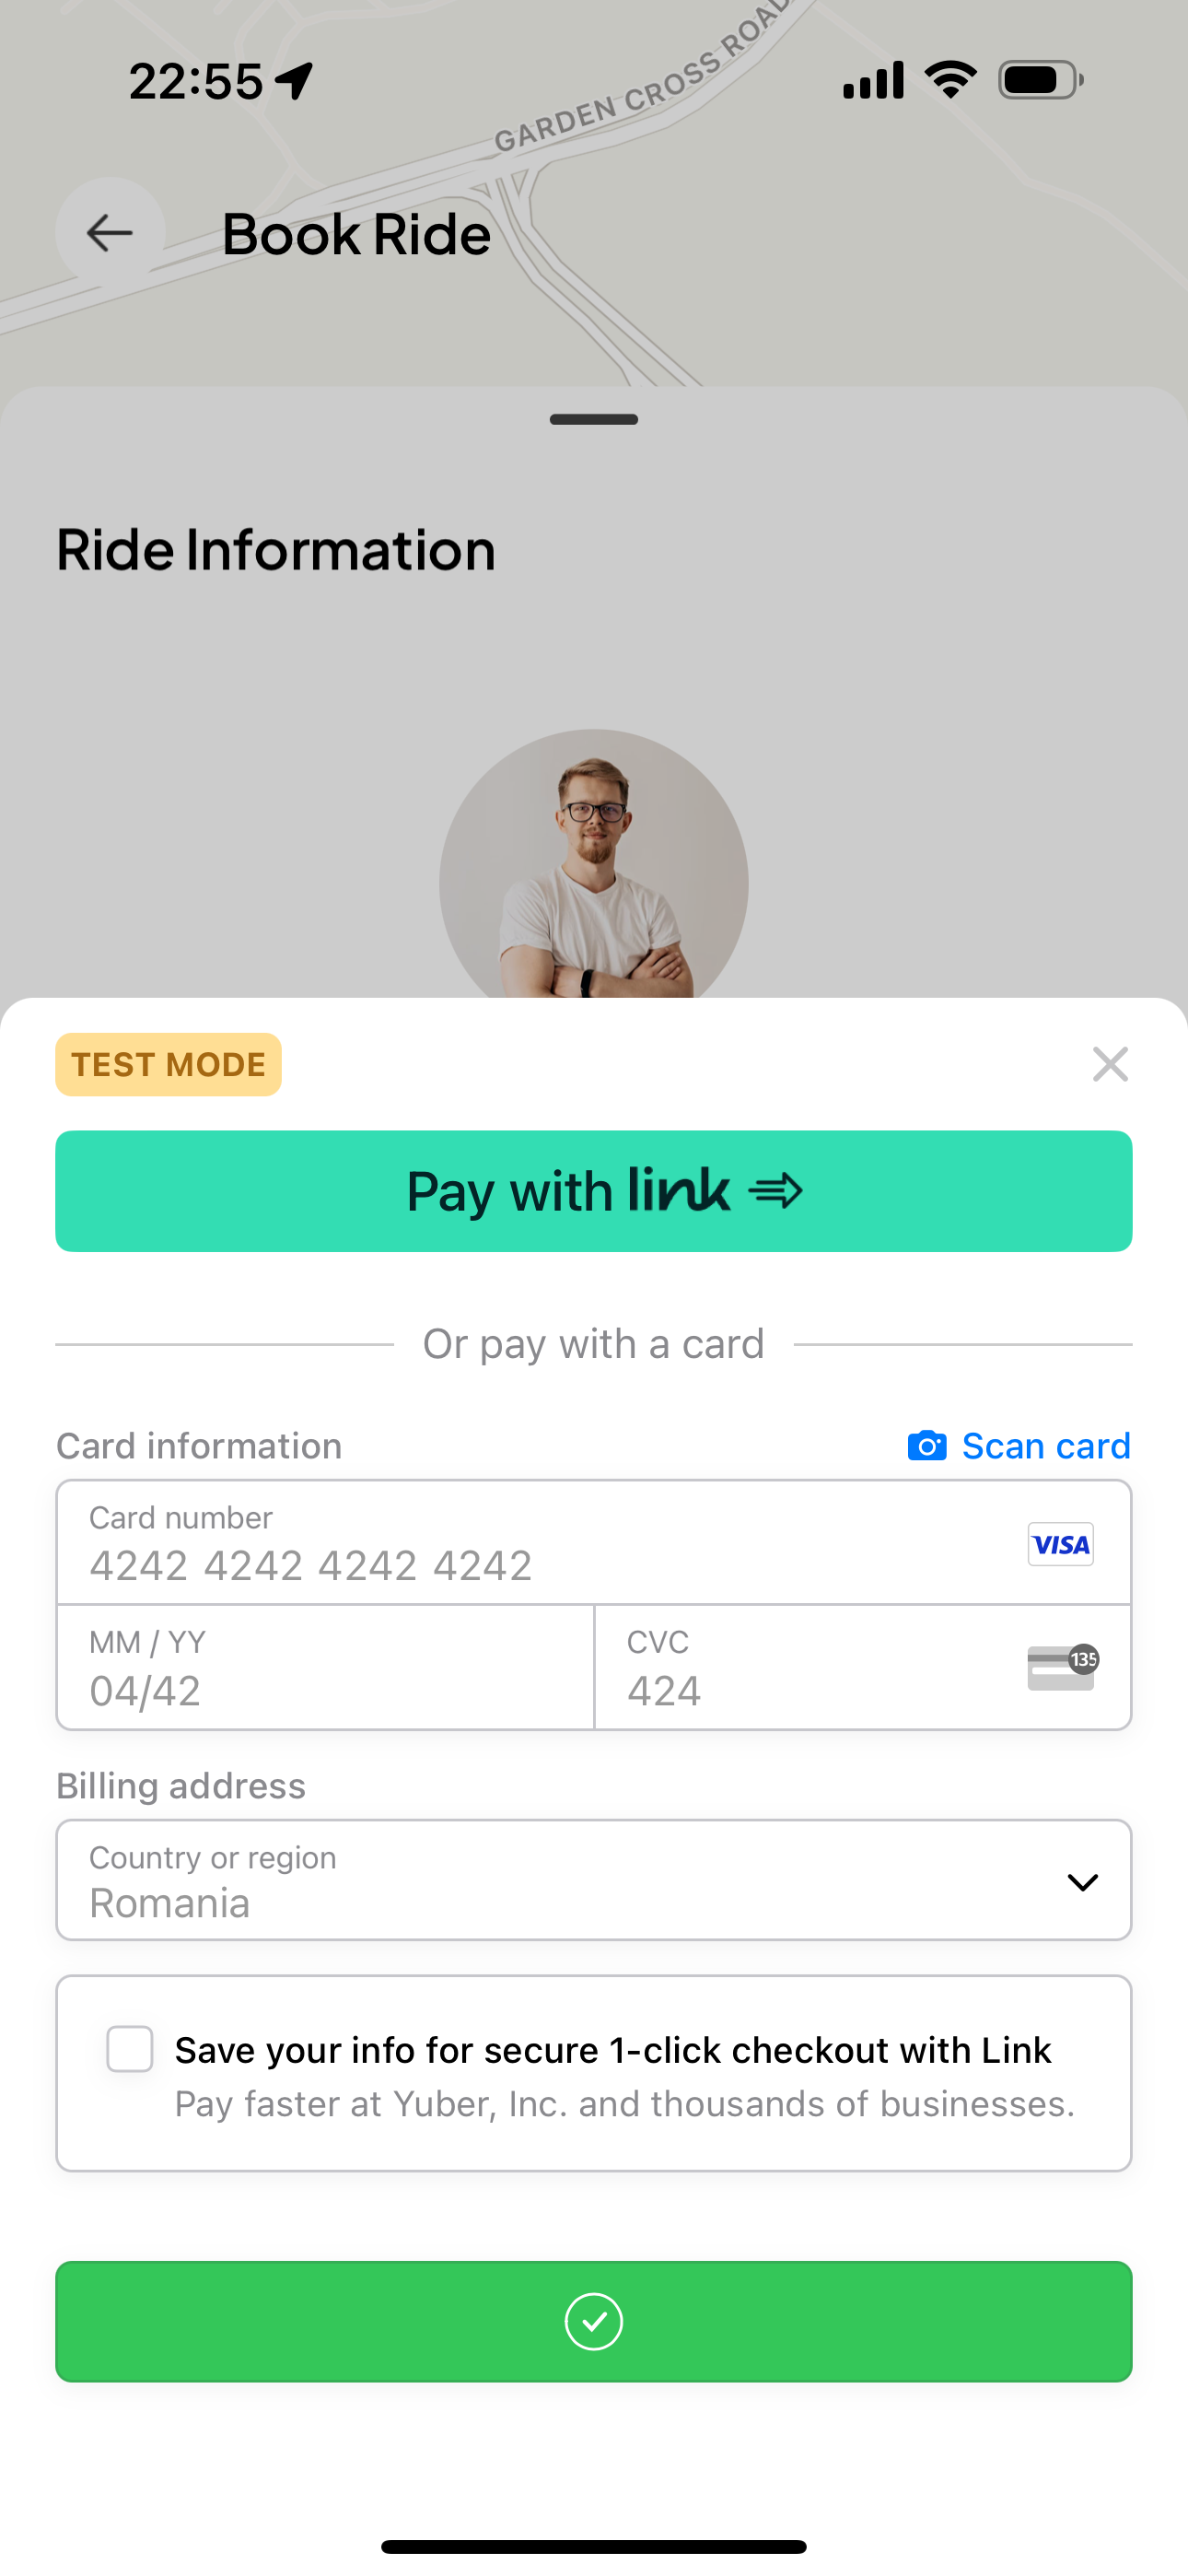 22:55
GARDEN CROSS ROAD
Book Ride
Ride Information
TEST MODE
Pay with link
Or pay with a card
Card information
Scan card
Card number
4242 4242 4242 4242
VISA
MM / YY
04/42
CVC
424
135
Billing address
Country or region
Romania
Save your info for secure 1-click checkout with Link
Pay faster at Yuber, Inc. and thousands of businesses.